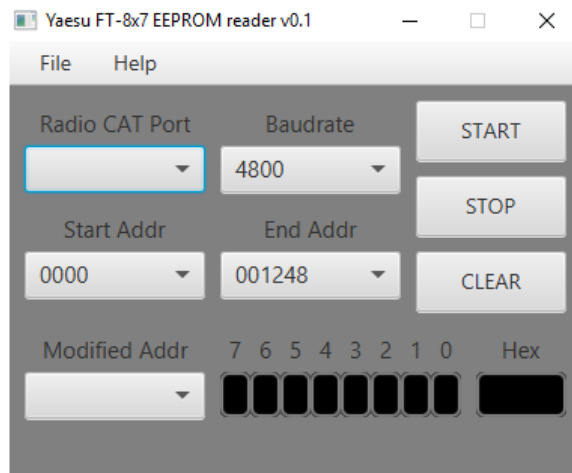 Yaesu FT-8x7 EEPROM reader v0.1
File Help
Radio CAT Port Baudrate START
4800
STOP
Start Addr End Addr
0000 001248 CLEAR
Modified Addr 7 6 5 4 3 2 1 0 Hex